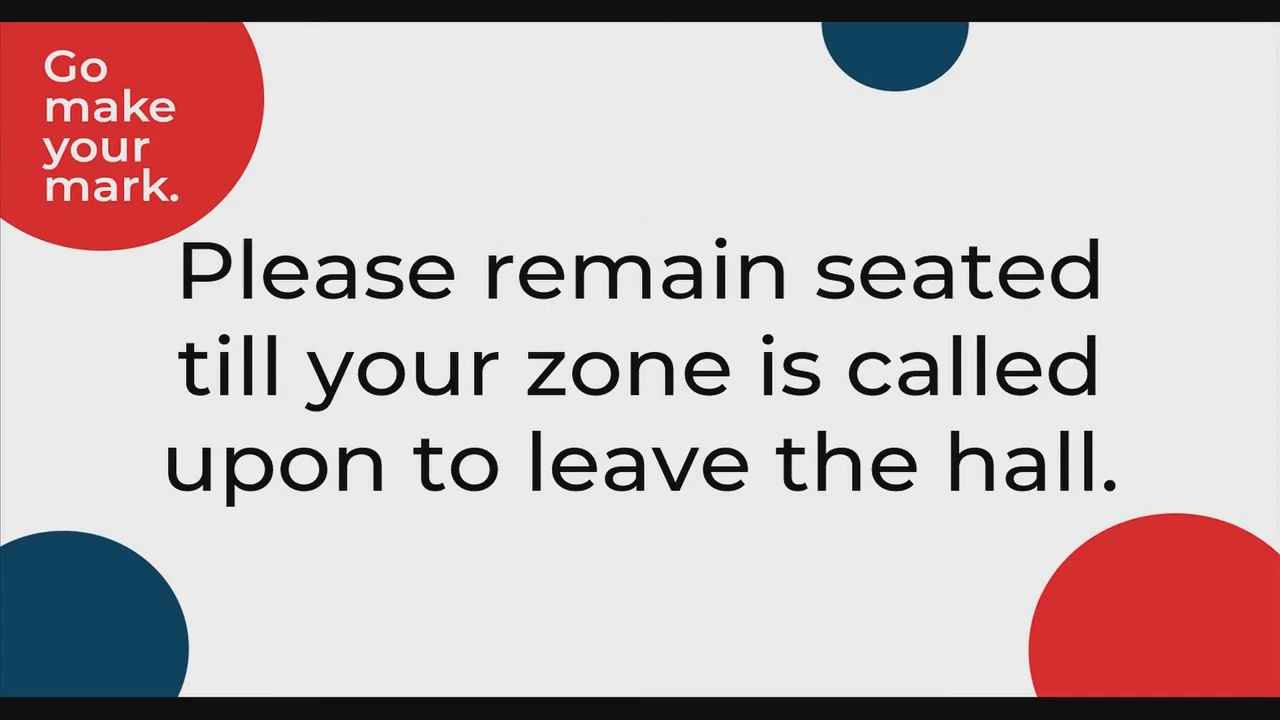 Go
make
your
mark.
Please remain seated
till your zone is called
upon to leave the hall.